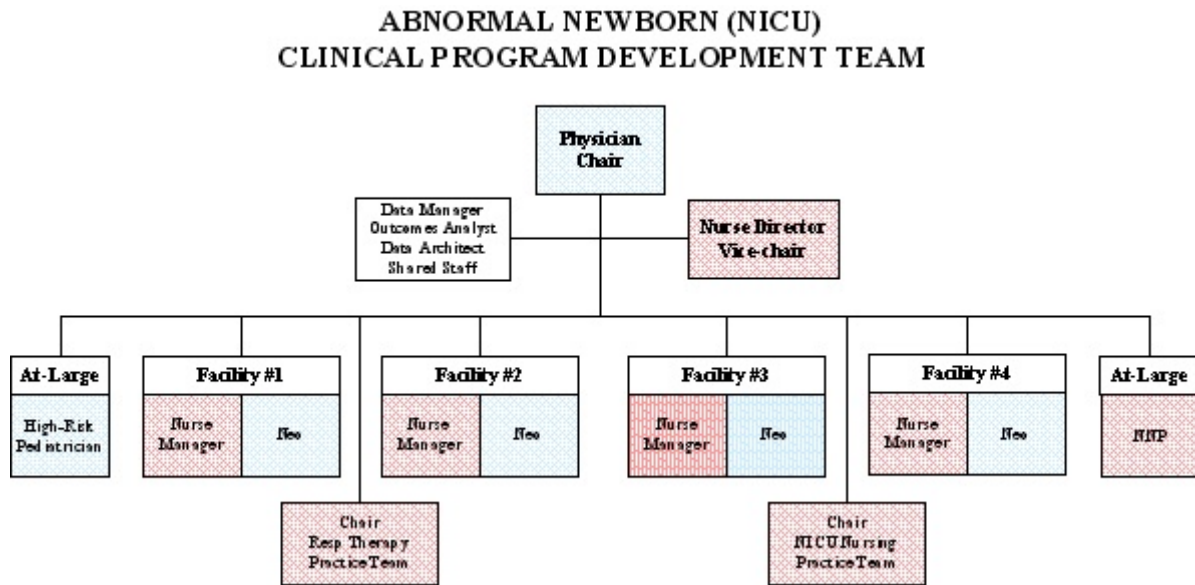 ABNORMAL NEWBORN (NICU)
CLINICAL PROGRAM DEVELOPMENT TEAM
Physician
Chair
Data Manager
Outcomes Analyst
Data Architect
Shared Staff
Nurse Director
Vice-chair
At-Large
High-Risk
Pediatrician
Facility #1
Nurse
Manager
Neo
Facility #2
Nurse
Manager
Neo
Facility #3
Nurse
Manager
Neo
Facility #4
Nurse
Manager
Neo
At-Large
NNP
Chair
Resp Therapy
Practice Team
Chair
NICU Nursing
Practice Team